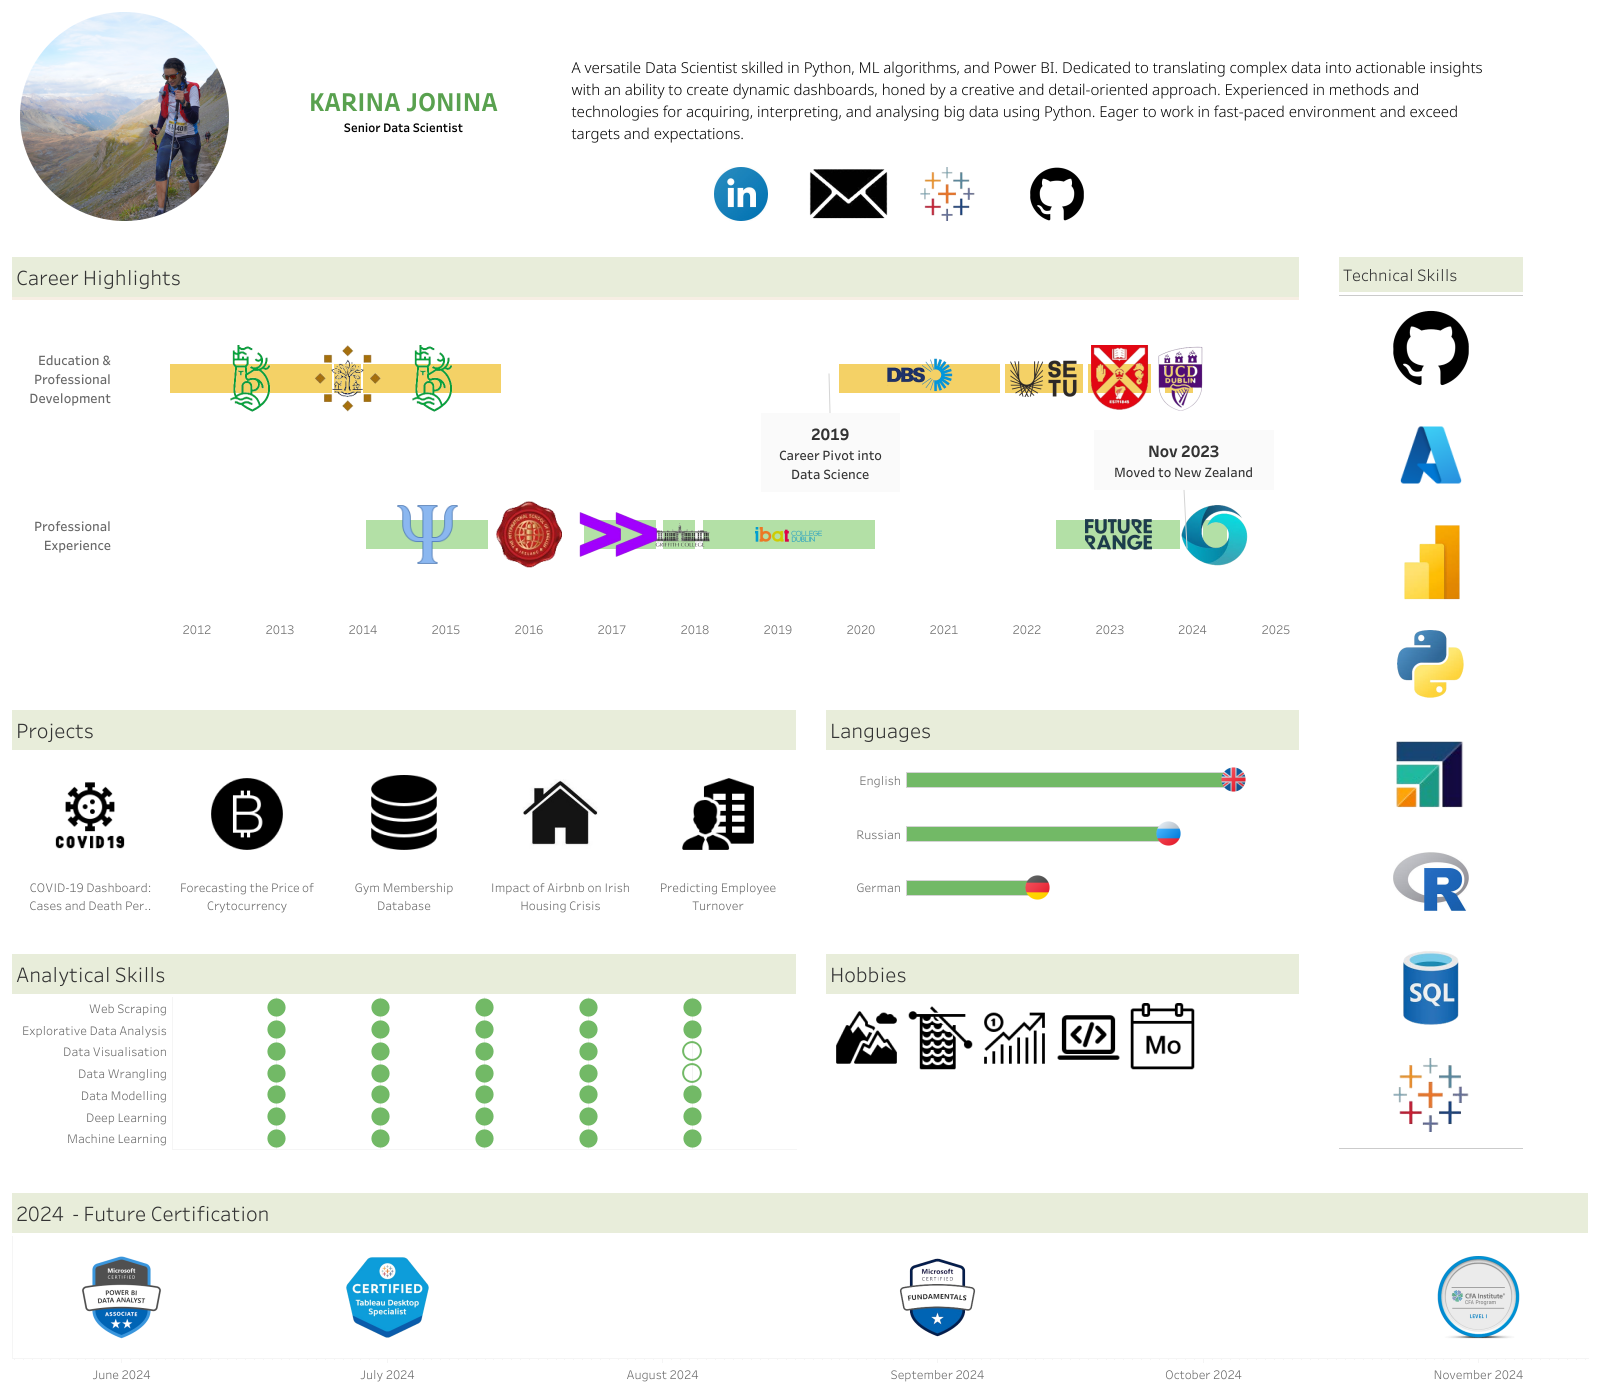 KARINA JONINA
Senior Data Scientist
A versatile Data Scientist skilled in Python, ML algorithms, and Power BI. Dedicated to translating complex data into actionable insights
with an ability to create dynamic dashboards, honed by a creative and detail-oriented approach. Experienced in methods and
technologies for acquiring, interpreting, and analysing big data using Python. Eager to work in fast-paced environment and exceed
targets and expectations.
in
Career Highlights
Technical Skills
Education &
Professional
Development
DBS
SE
TU
UCD
DUBLIN
2019
Career Pivot into
Data Science
Nov 2023
Moved to New Zealand
Professional
Experience
GRIFFITH COLLEGE
ibat COLLEGE
DUBLIN
FUTURE
RANGE
2012 2013 2014 2015 2016 2017 2018 2019 2020 2021 2022 2023 2024 2025
Projects
COVID19
B
COVID-19 Dashboard:
Cases and Death Per..
Forecasting the Price of
Crytocurrency
Gym Membership
Database
Impact of Airbnb on Irish
Housing Crisis
Predicting Employee
Turnover
Languages
English
Russian
German
R
SQL
Analytical Skills
Web Scraping
Explorative Data Analysis
Data Visualisation
Data Wrangling
Data Modelling
Deep Learning
Machine Learning
Hobbies
1
</>
Mo
2024 - Future Certification
Microsoft
CERTIFIED
POWER BI
DATA ANALYST
ASSOCIATE
CERTIFIED
Tableau Desktop
Specialist
Microsoft
CERTIFIED
FUNDAMENTALS
CFA Institute
CFA Program
LEVEL I
June 2024 July 2024 August 2024 September 2024 October 2024 November 2024